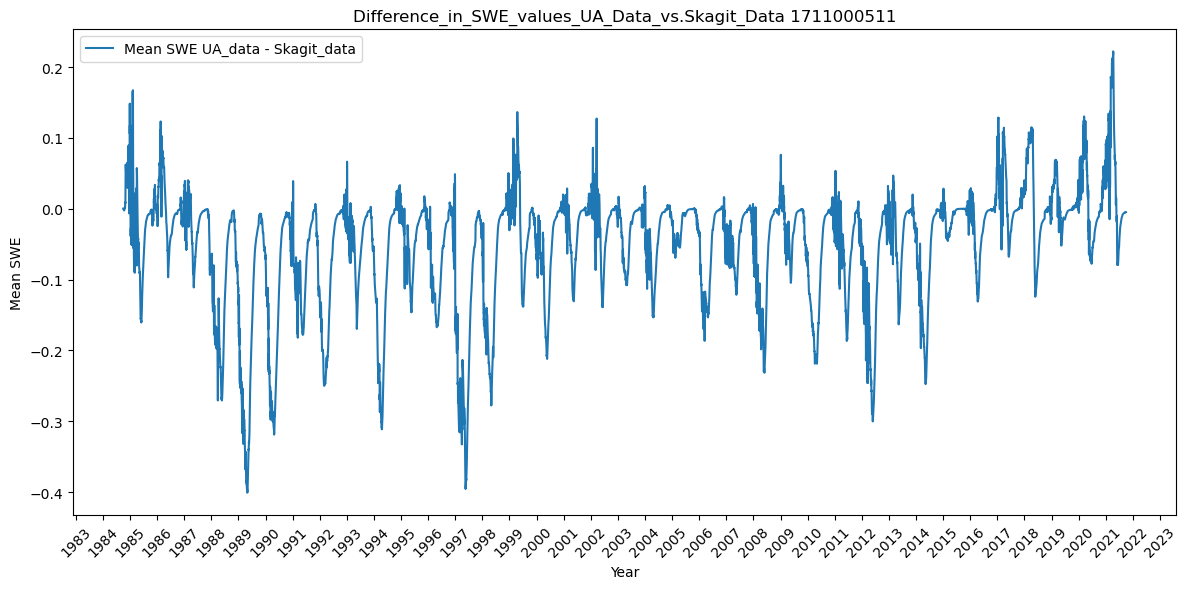 Difference_in_SWE_values_UA_Data_vs.Skagit_Data 1711000511
Mean SWE UA_data - Skagit_data
Mean SWE
0.2
0.1
0.0
−0.1
−0.2
−0.3
−0.4
1983 1984 1985 1986 1987 1988 1989 1990 1991 1992 1993 1994 1995 1996 1997 1998 1999 2000 2001 2002 2003 2004 2005 2006 2007 2008 2009 2010 2011 2012 2013 2014 2015 2016 2017 2018 2019 2020 2021 2022 2023
Year